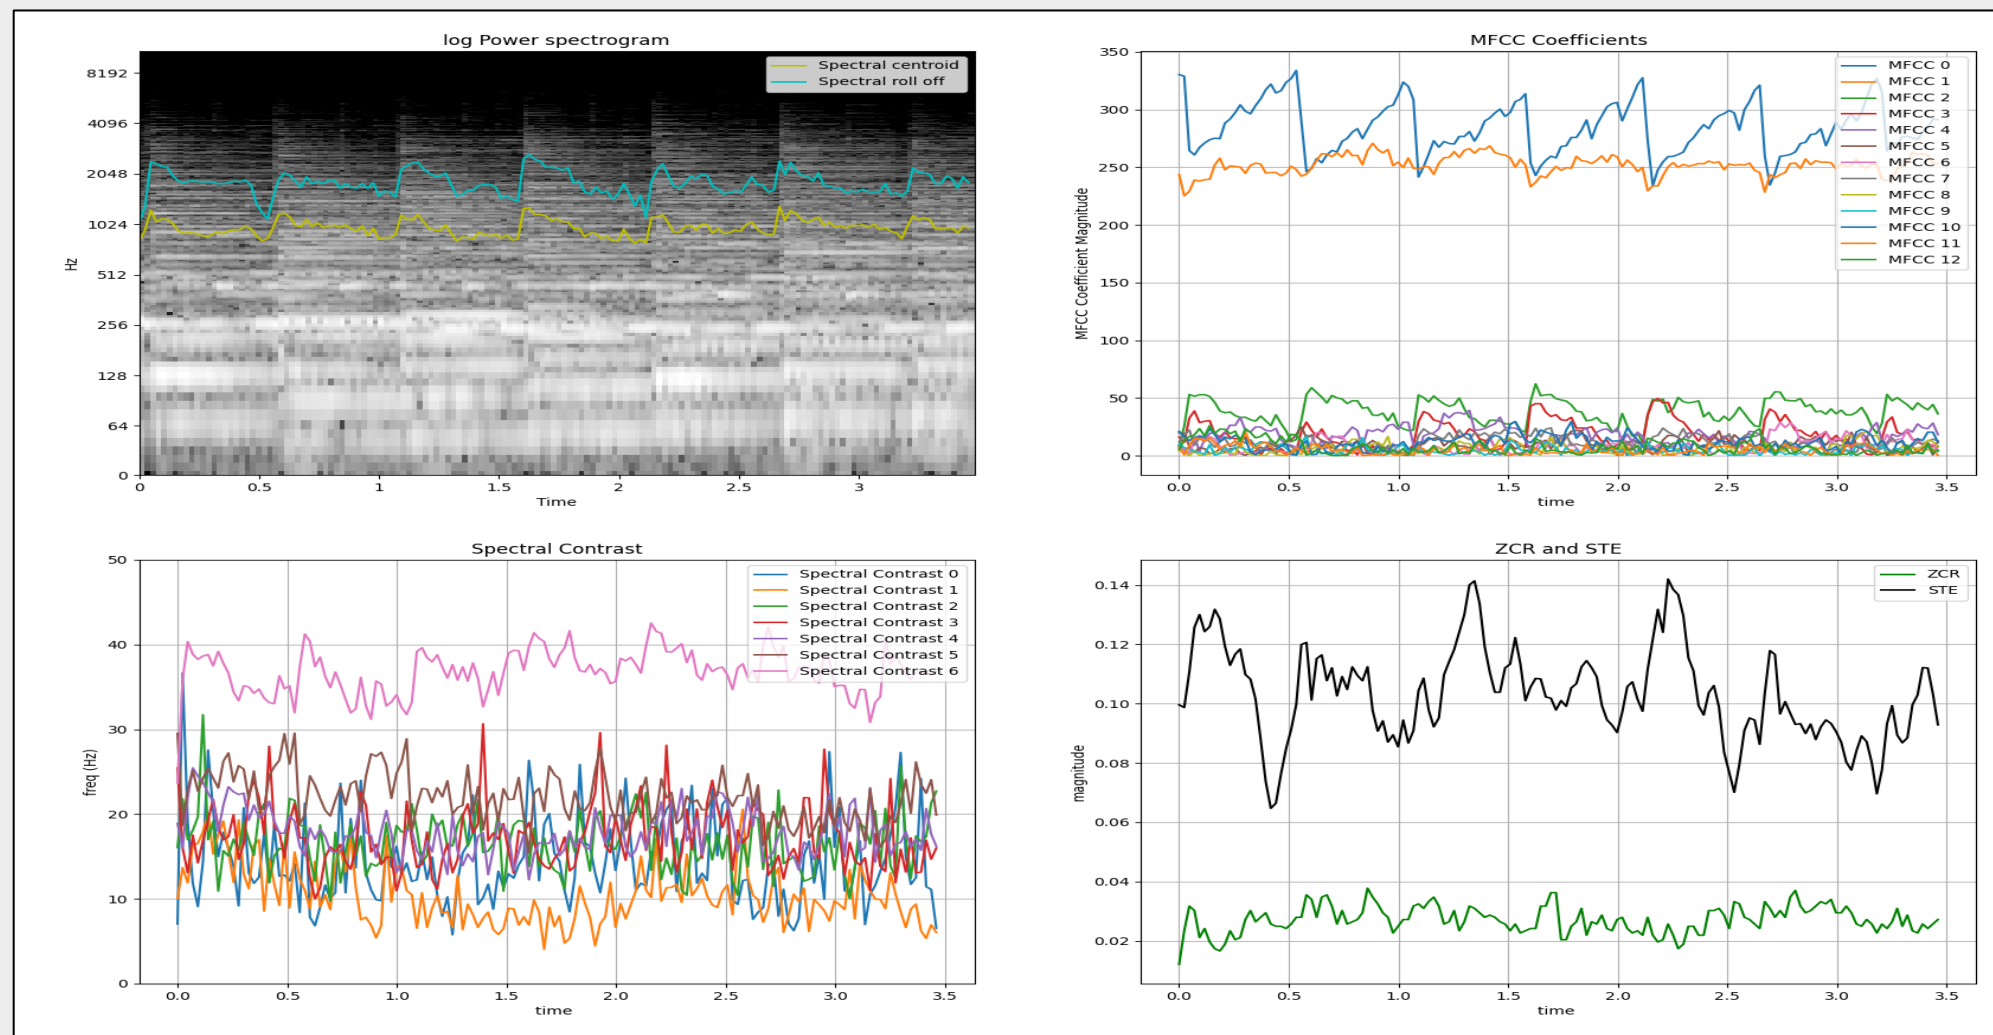 log Power spectrogram
Spectral centroid
Spectral roll off
8192
4096
2048
1024
512
256
128
64
0
Hz
0 0.5 1 1.5 2 2.5 3
Time
MFCC Coefficients
350
300
250
200
150
100
50
0
MFCC Coefficient Magnitude
MFCC 0
MFCC 1
MFCC 2
MFCC 3
MFCC 4
MFCC 5
MFCC 6
MFCC 7
MFCC 8
MFCC 9
MFCC 10
MFCC 11
MFCC 12
0.0 0.5 1.0 1.5 2.0 2.5 3.0 3.5
time
Spectral Contrast
50
40
30
20
10
0
freq (Hz)
Spectral Contrast 0
Spectral Contrast 1
Spectral Contrast 2
Spectral Contrast 3
Spectral Contrast 4
Spectral Contrast 5
Spectral Contrast 6
0.0 0.5 1.0 1.5 2.0 2.5 3.0 3.5
time
ZCR and STE
ZCR
STE
0.14
0.12
0.10
0.08
0.06
0.04
0.02
magnitude
0.0 0.5 1.0 1.5 2.0 2.5 3.0 3.5
time